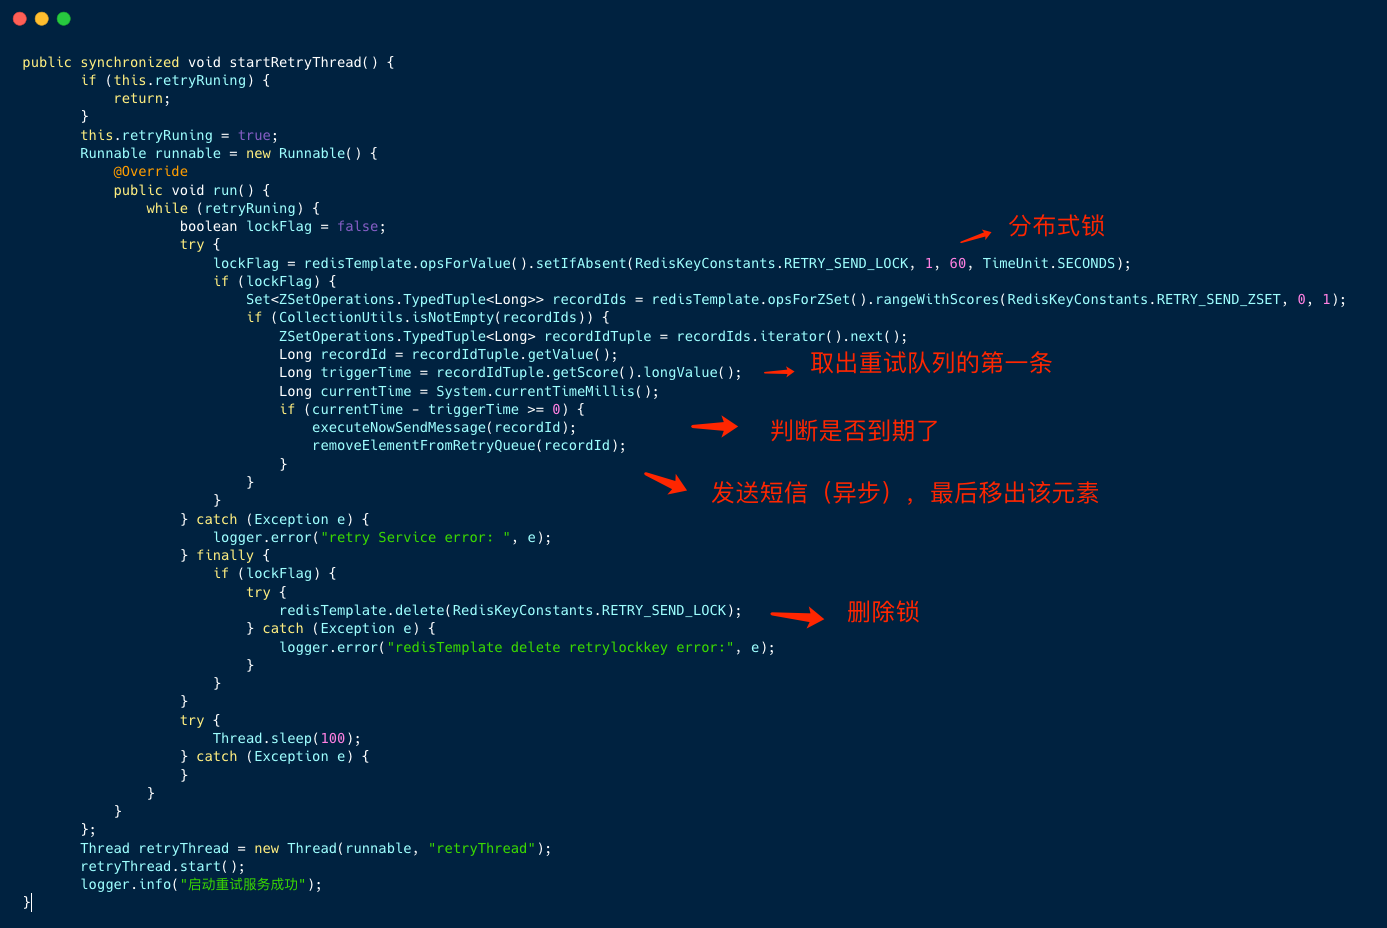 public synchronized void startRetryThread() {
if (this.retryRuning) {
return;
}
this.retryRuning = true;
Runnable runnable = new Runnable() {
@Override
public void run() {
while (retryRuning) {
boolean lockFlag = false;
分布式锁
try {
lockFlag = redisTemplate.opsForValue().setIfAbsent(RedisKeyConstants.RETRY_SEND_LOCK, 1, 60, TimeUnit.SECONDS);
if (lockFlag) {
Set<ZSetOperations.TypedTuple<Long>> recordIds = redisTemplate.opsForZSet().rangeWithScores(RedisKeyConstants.RETRY_SEND_ZSET, 0, 1);
if (CollectionUtils.isNotEmpty(recordIds)) {
ZSetOperations.TypedTuple<Long> recordIdTuple = recordIds.iterator().next();
Long recordId = recordIdTuple.getValue();
Long triggerTime = recordIdTuple.getScore().longValue();
取出重试队列的第一条
Long currentTime = System.currentTimeMillis();
if (currentTime - triggerTime >= 0) {
executeNowSendMessage(recordId);
判断是否到期了
removeElementFromRetryQueue(recordId);
}
}
发送短信（异步），最后移出该元素
}
} catch (Exception e) {
logger.error("retry Service error: ", e);
} finally {
if (lockFlag) {
try {
redisTemplate.delete(RedisKeyConstants.RETRY_SEND_LOCK);
删除锁
} catch (Exception e) {
logger.error("redisTemplate delete retrylockkey error:", e);
}
}
}
try {
Thread.sleep(100);
} catch (Exception e) {
}
}
}
};
Thread retryThread = new Thread(runnable, "retryThread");
retryThread.start();
logger.info("启动重试服务成功");
}